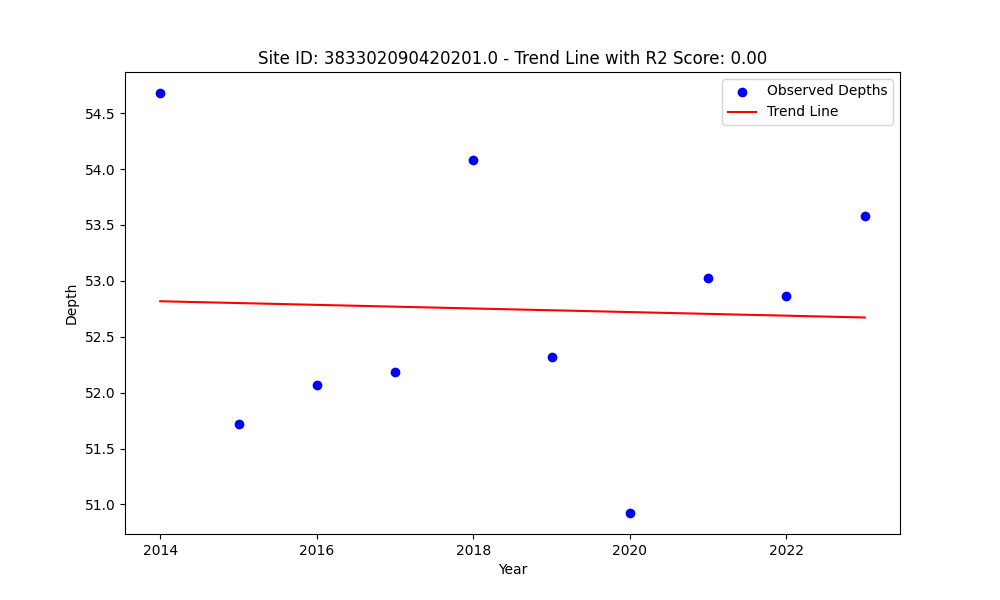 Site ID: 383302090420201.0 - Trend Line with R2 Score: 0.00
Observed Depths
Trend Line
54.5
54.0
53.5
53.0
52.5
52.0
51.5
51.0
Depth
2014 2016 2018 2020 2022
Year